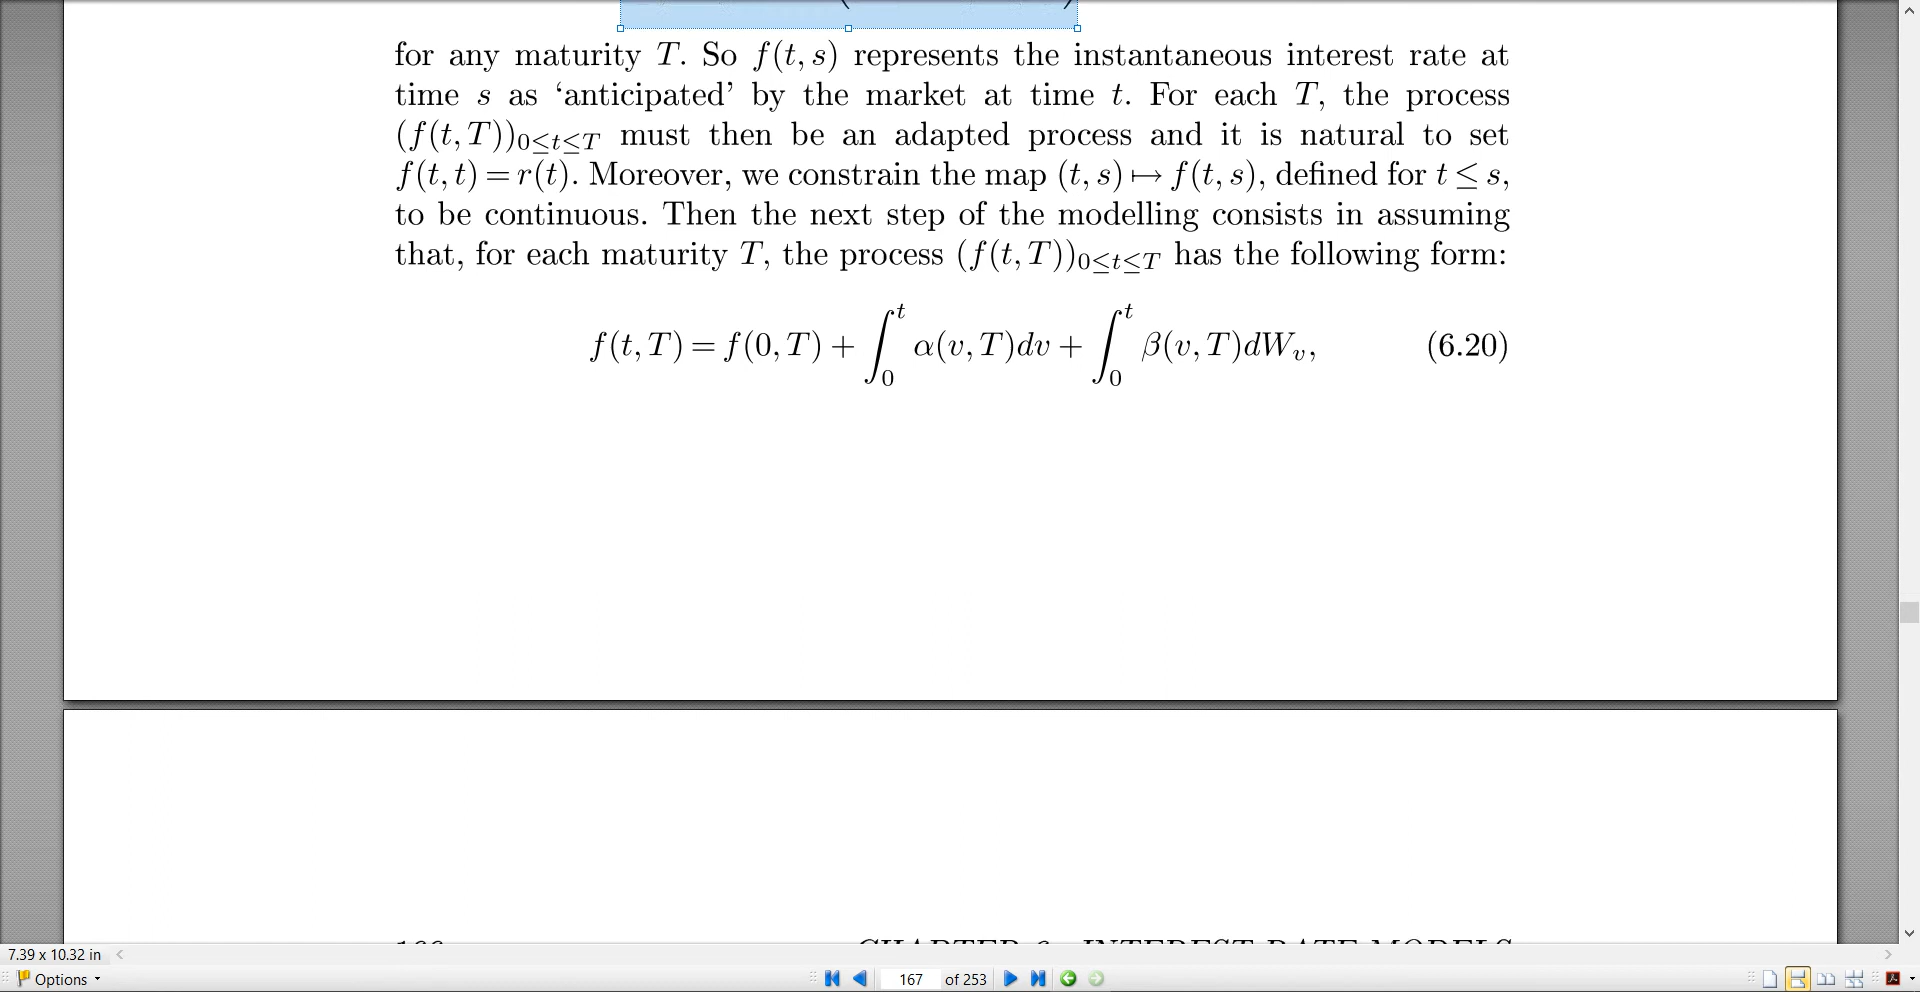 for any maturity T. So f(t, s) represents the instantaneous interest rate at
time s as ‘anticipated’ by the market at time t. For each T, the process
(f(t, T))₀≤t≤T must then be an adapted process and it is natural to set
f(t, t) = r(t). Moreover, we constrain the map (t, s) ↦ f(t, s), defined for t ≤ s,
to be continuous. Then the next step of the modelling consists in assuming
that, for each maturity T, the process (f(t, T))₀≤t≤T has the following form:
f(t, T) = f(0, T) + ∫₀ᵗ α(v, T)dv + ∫₀ᵗ β(v, T)dWᵥ, (6.20)
7.39 x 10.32 in
Options
167 of 253